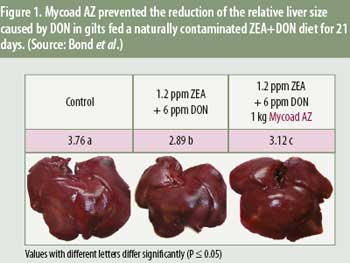 Figure 1. Mycoad AZ prevented the reduction of the relative liver size
caused by DON in gilts fed a naturally contaminated ZEA+DON diet for 21
days. (Source: Bond et al.)
Control
1.2 ppm ZEA
+ 6 ppm DON
1.2 ppm ZEA
+ 6 ppm DON
1 kg Mycoad AZ
3.76 a
2.89 b
3.12 c
Values with different letters differ significantly (P ≤ 0.05)